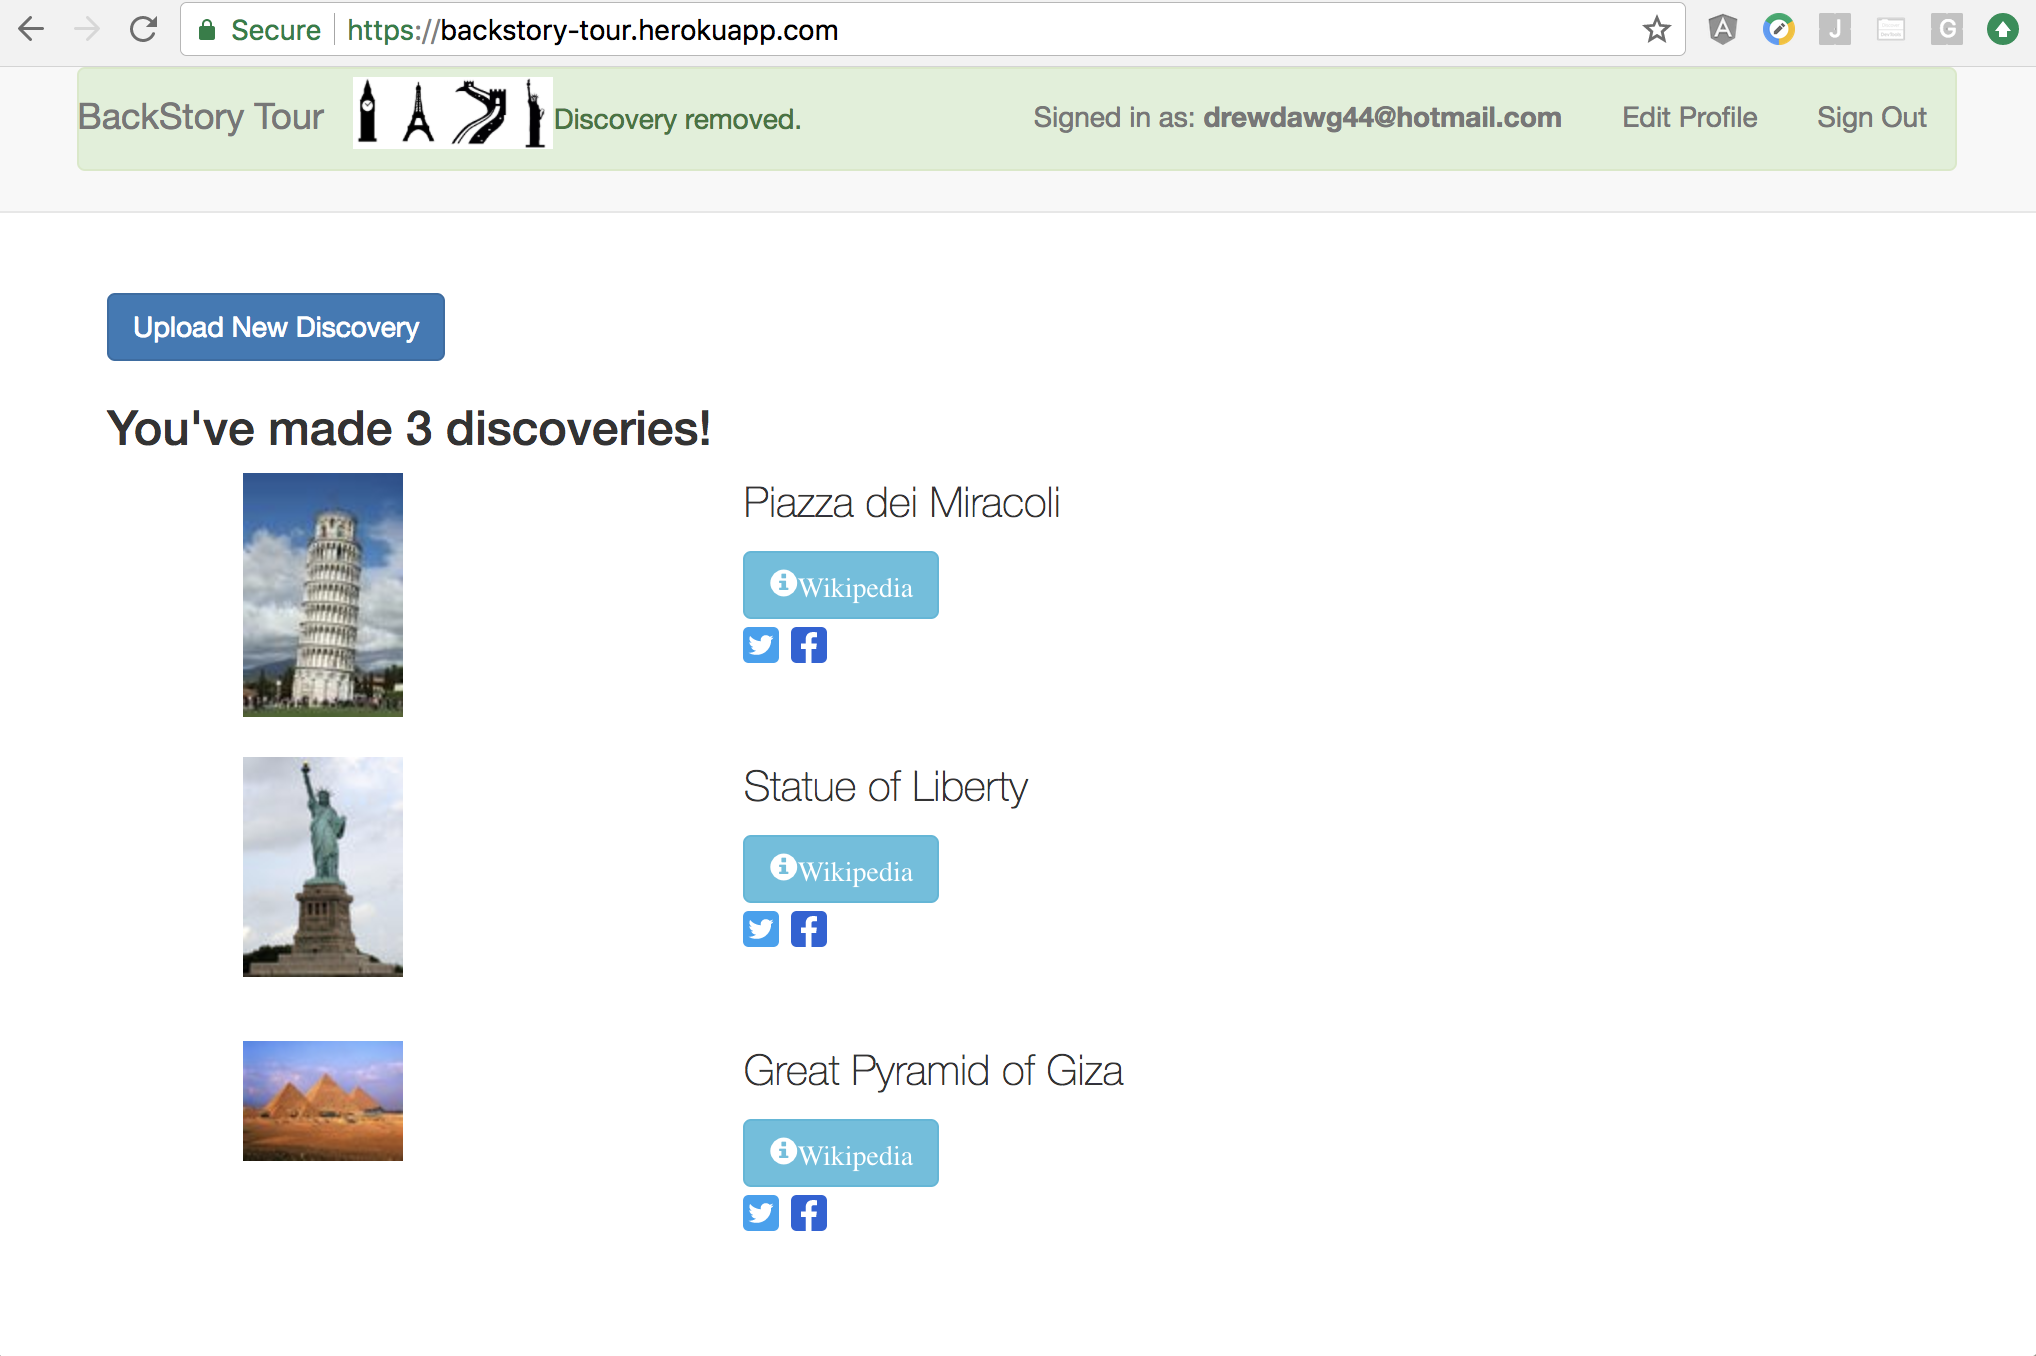 Secure https://backstory-tour.herokuapp.com
A J G
BackStory Tour Discovery removed. Signed in as: drewdawg44@hotmail.com Edit Profile Sign Out
Upload New Discovery
You've made 3 discoveries!
Piazza dei Miracoli
Wikipedia
Statue of Liberty
Wikipedia
Great Pyramid of Giza
Wikipedia